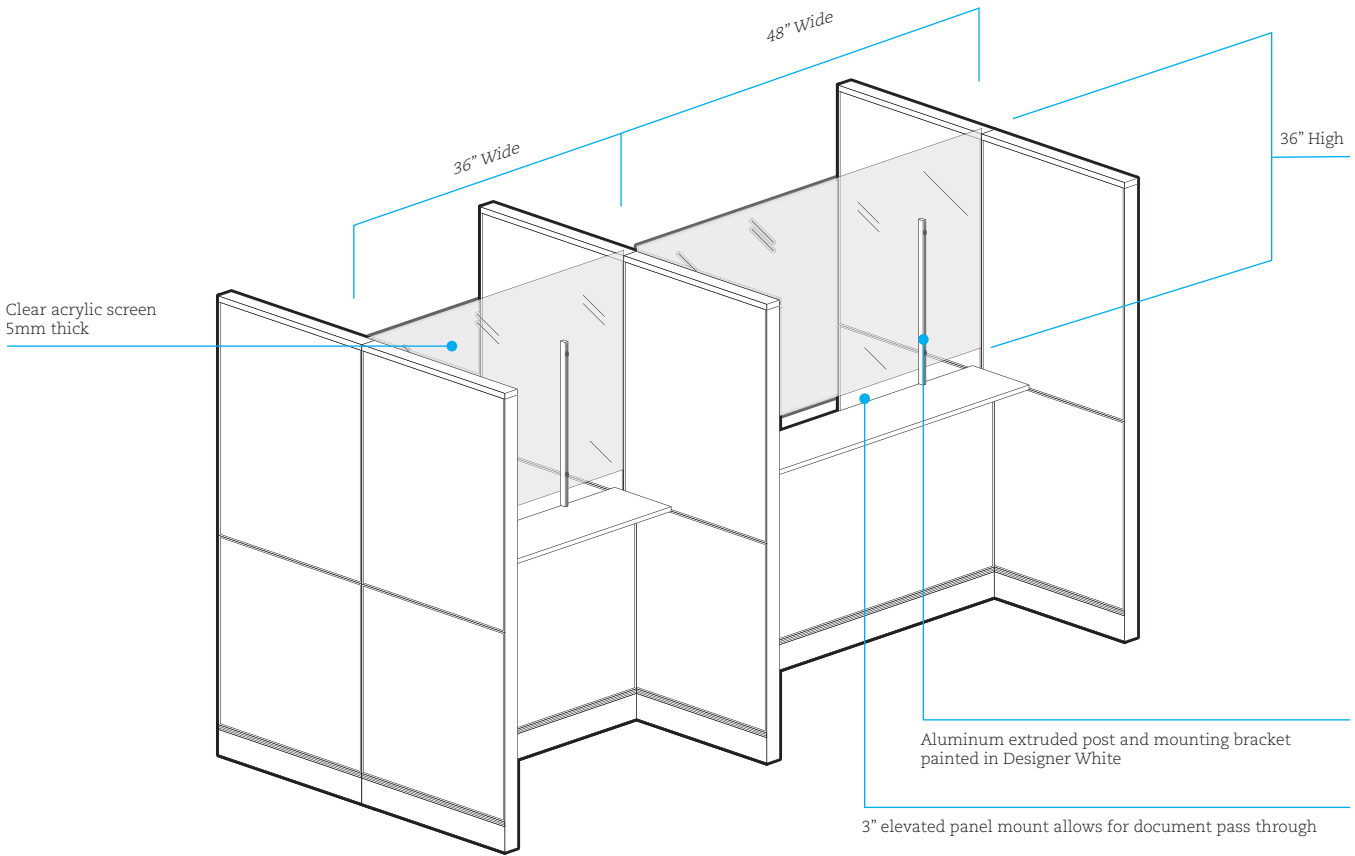 48” Wide
36” Wide
36” High
Clear acrylic screen
5mm thick
Aluminum extruded post and mounting bracket
painted in Designer White
3” elevated panel mount allows for document pass through